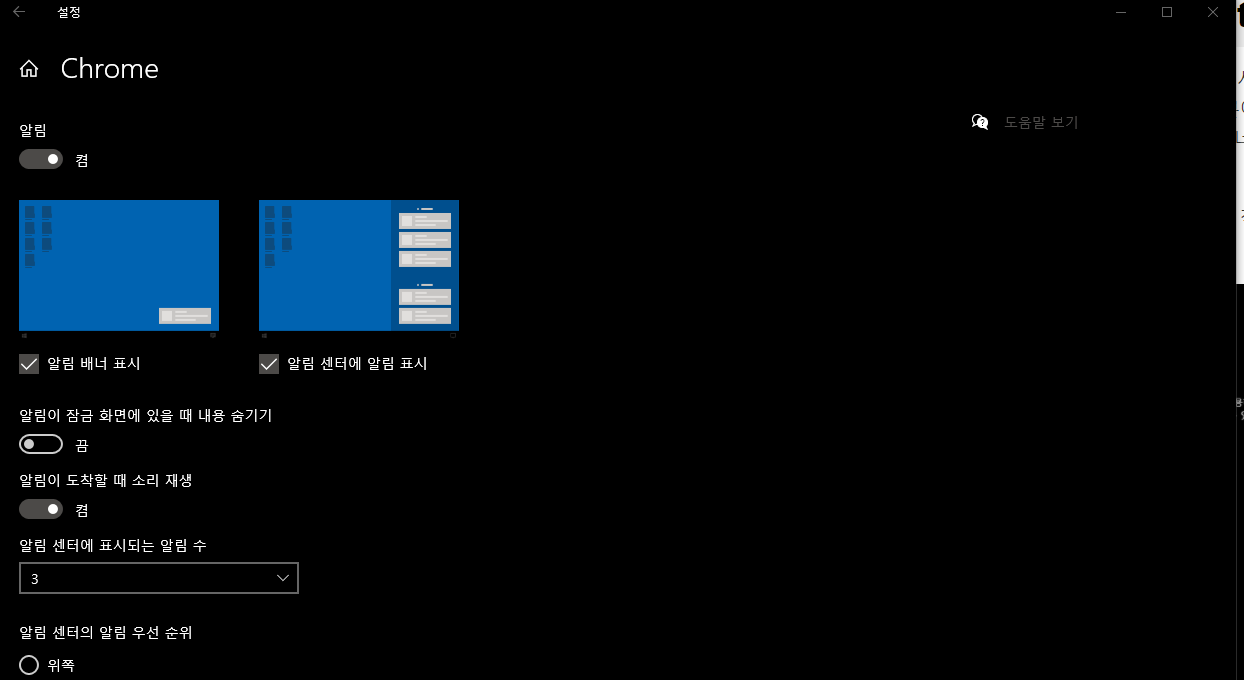 설정
Chrome
알림
켬
도움말 보기
알림 배너 표시
알림 센터에 알림 표시
알림이 잠금 화면에 있을 때 내용 숨기기
끔
알림이 도착할 때 소리 재생
켬
알림 센터에 표시되는 알림 수
3
알림 센터의 알림 우선 순위
위쪽